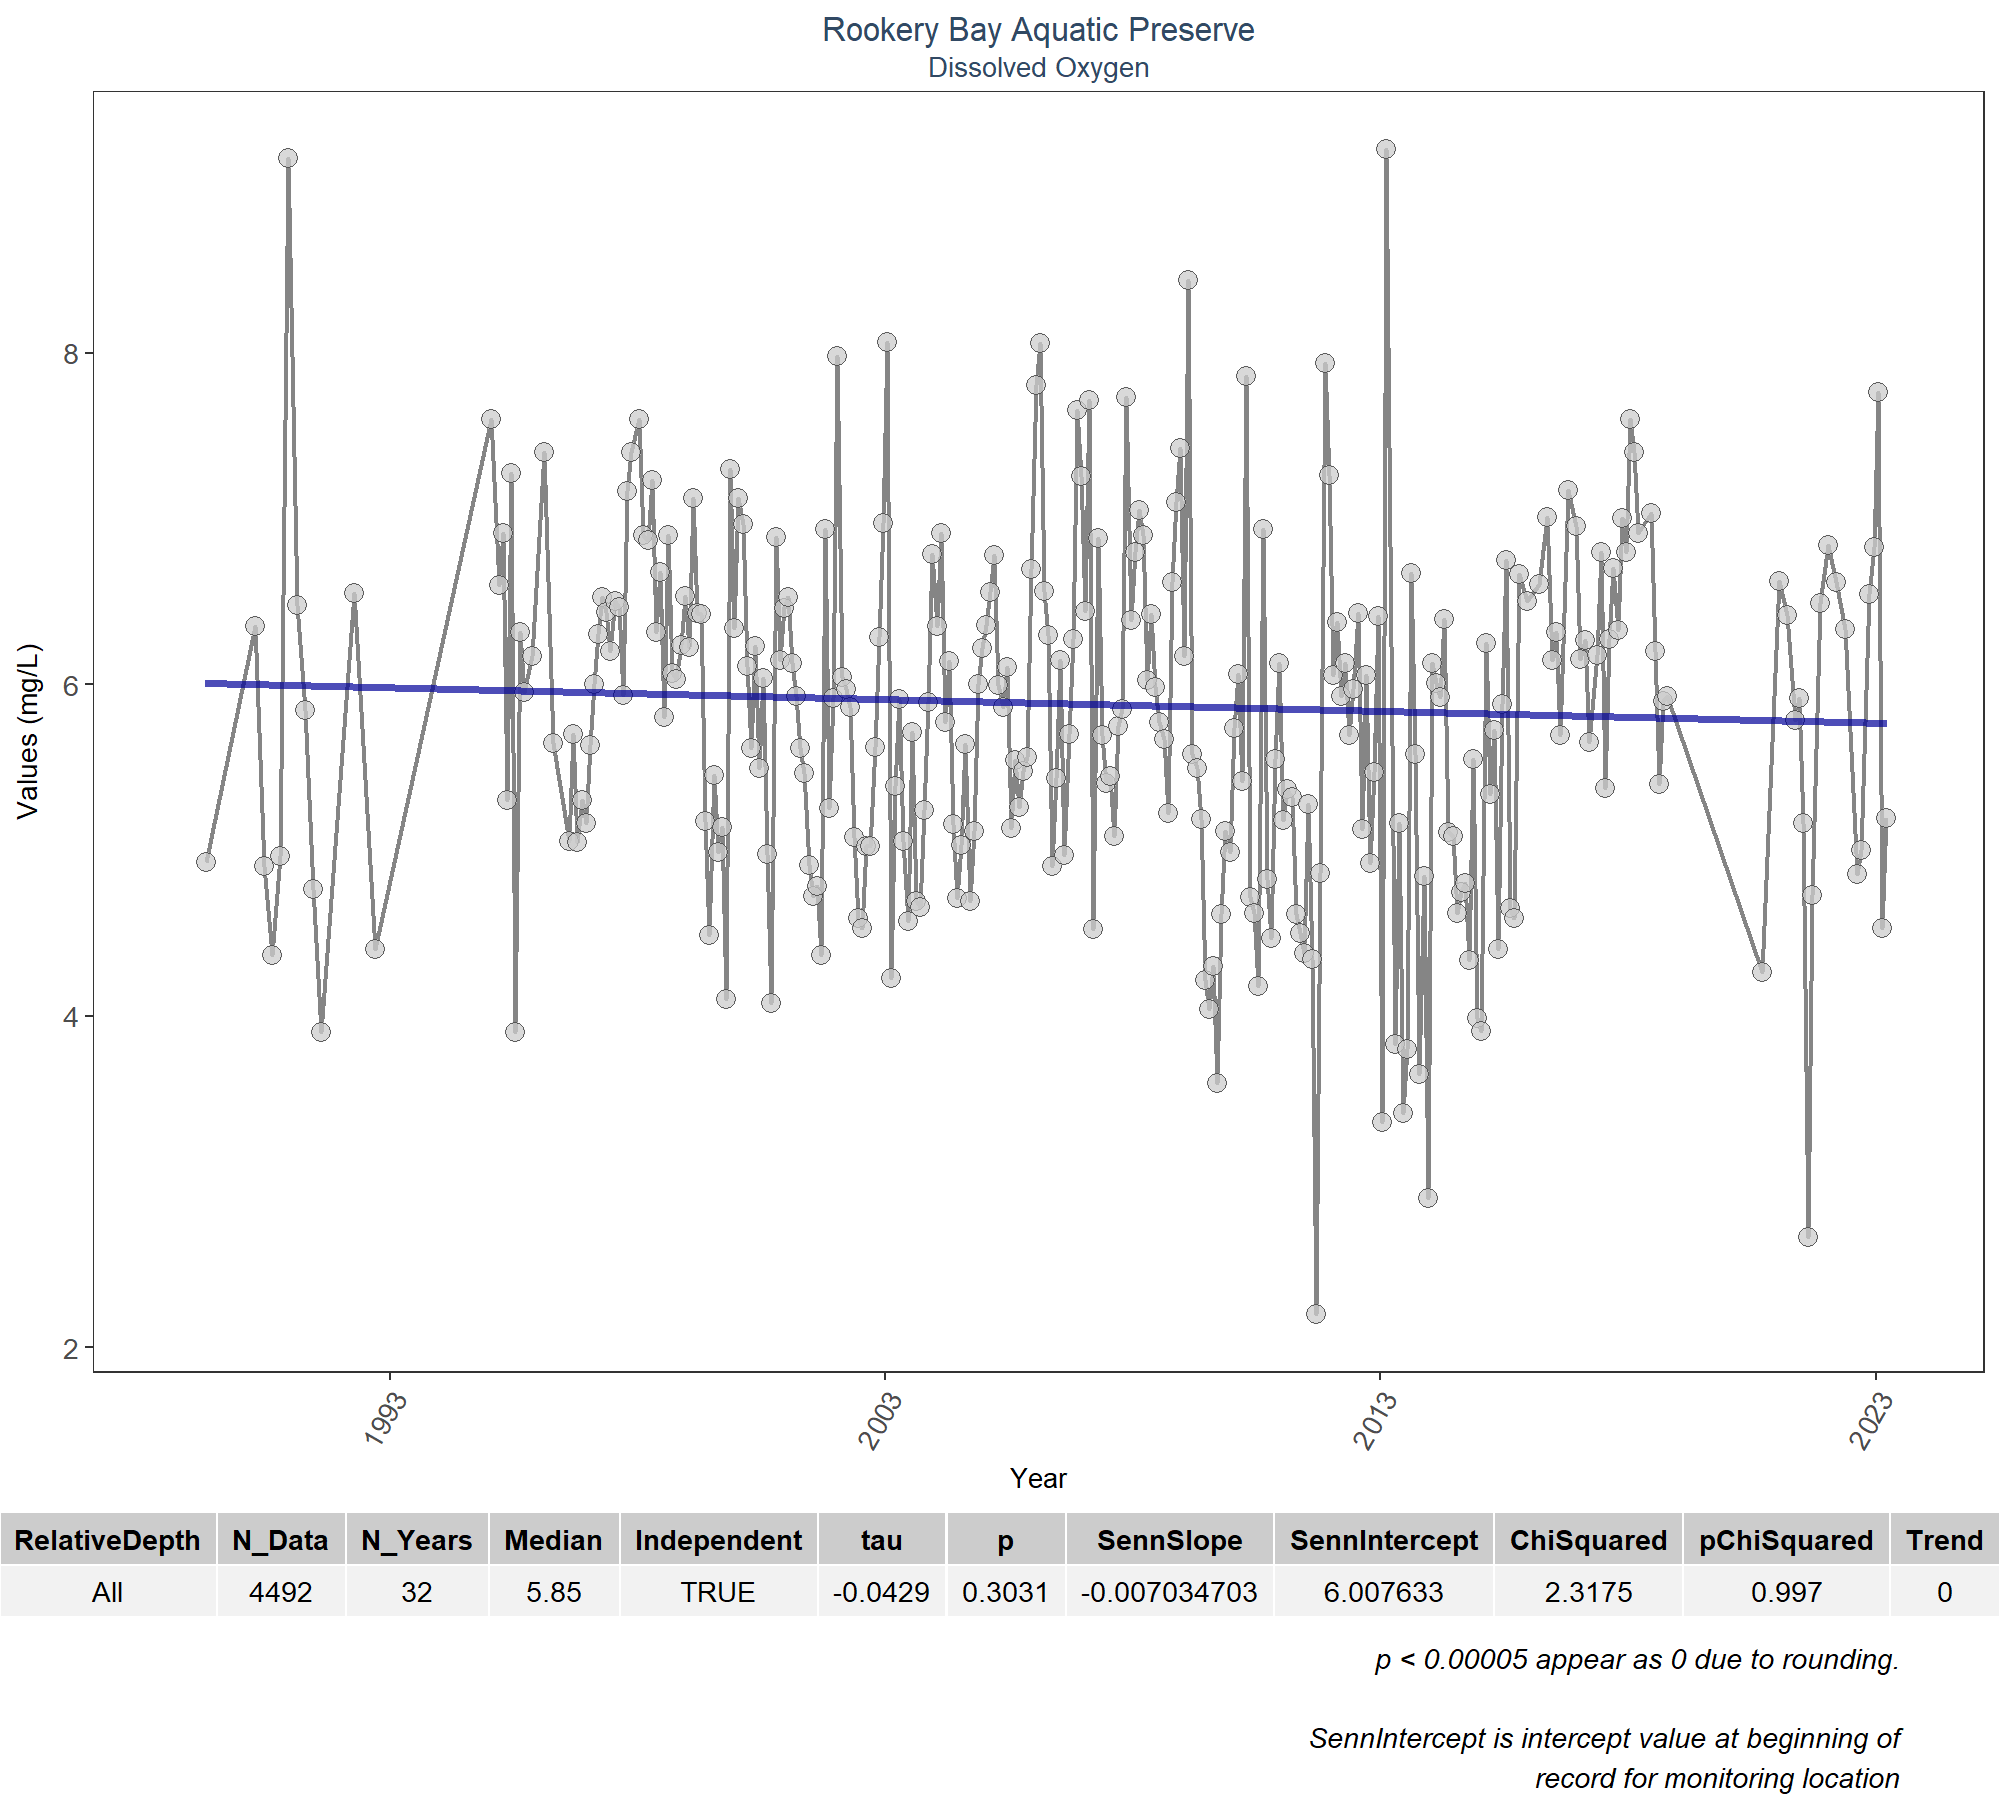 Rookery Bay Aquatic Preserve
Dissolved Oxygen
Values (mg/L)
8
6
4
2
1993 2003 2013 2023
Year
RelativeDepth N_Data N_Years Median Independent tau p SennSlope SennIntercept ChiSquared pChiSquared Trend
All 4492 32 5.85 TRUE -0.0429 0.3031 -0.007034703 6.007633 2.3175 0.997 0
p < 0.00005 appear as 0 due to rounding.
SennIntercept is intercept value at beginning of
record for monitoring location